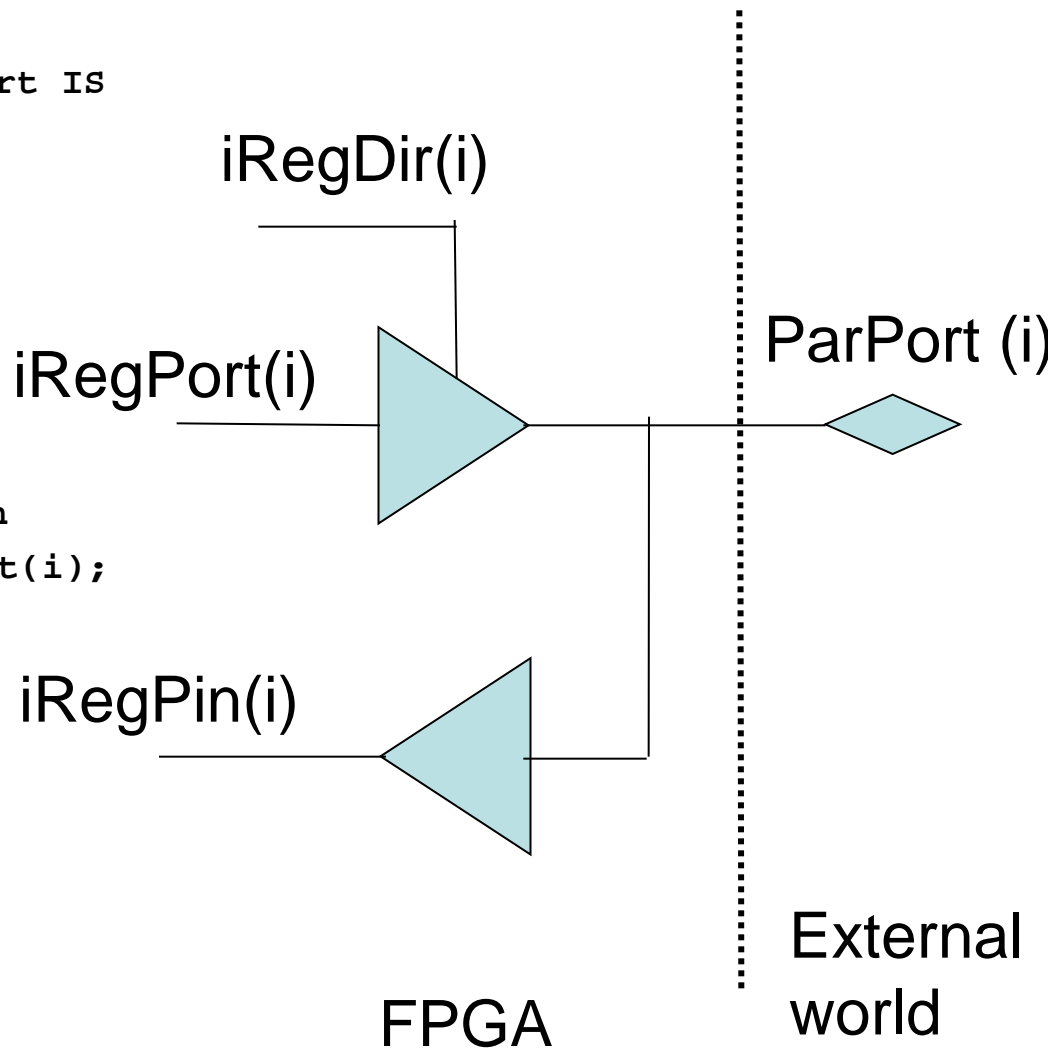 rt IS
iRegDir(i)
ParPort (i)
iRegPort(i)
n
t(i);
iRegPin(i)
External
world
FPGA